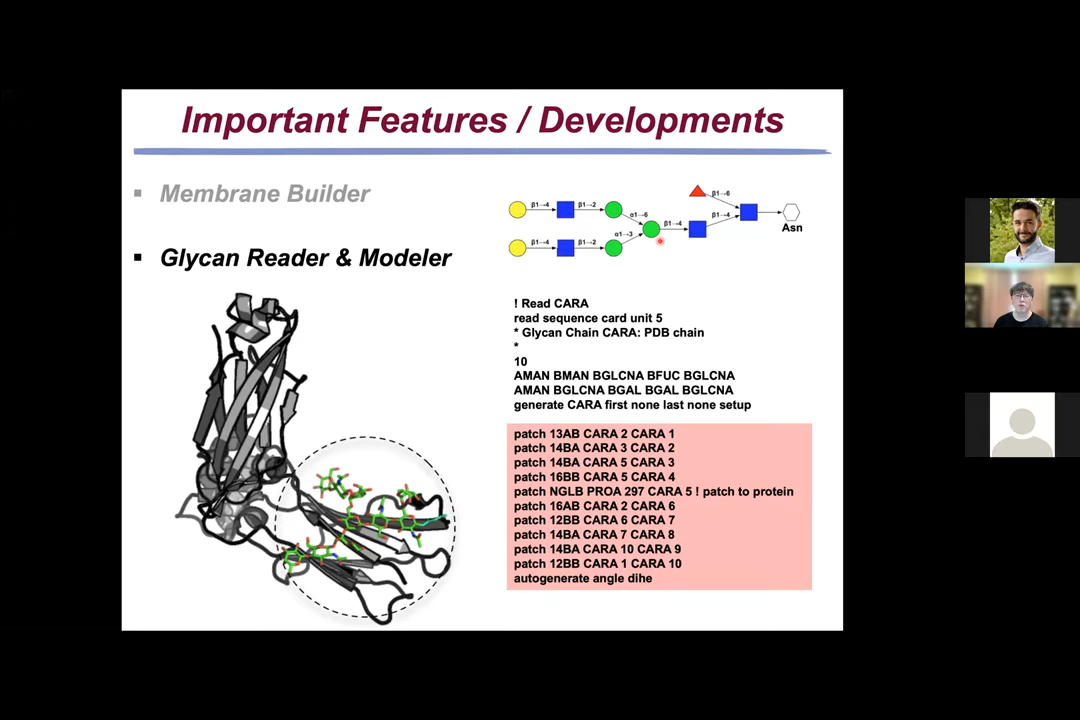 Important Features / Developments
▪ Membrane Builder
▪ Glycan Reader & Modeler
β1→4 β1→2 α1→6 β1→4 β1→6 β1→4
Asn
β1→4 β1→2 α1→3
! Read CARA
read sequence card unit 5
* Glycan Chain CARA: PDB chain
*
10
AMAN BMAN BGLCNA BFUC BGLCNA
AMAN BGLCNA BGAL BGAL BGLCNA
generate CARA first none last none setup
patch 13AB CARA 2 CARA 1
patch 14BA CARA 3 CARA 2
patch 14BA CARA 5 CARA 3
patch 16BB CARA 5 CARA 4
patch NGLB PROA 297 CARA 5 ! patch to protein
patch 16AB CARA 2 CARA 6
patch 12BB CARA 6 CARA 7
patch 14BA CARA 7 CARA 8
patch 14BA CARA 10 CARA 9
patch 12BB CARA 1 CARA 10
autogenerate angle dihe